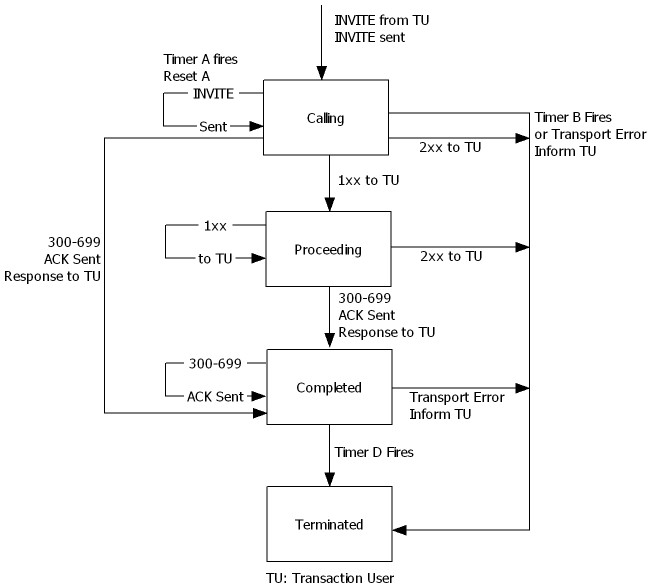 INVITE from TU
INVITE sent
Timer A fires
Reset A
INVITE
Sent
Calling
Timer B Fires
or Transport Error
Inform TU
2xx to TU
1xx to TU
300-699
ACK Sent
Response to TU
1xx
to TU
Proceeding
2xx to TU
300-699
ACK Sent
Response to TU
300-699
ACK Sent
Completed
Transport Error
Inform TU
Timer D Fires
Terminated
TU: Transaction User